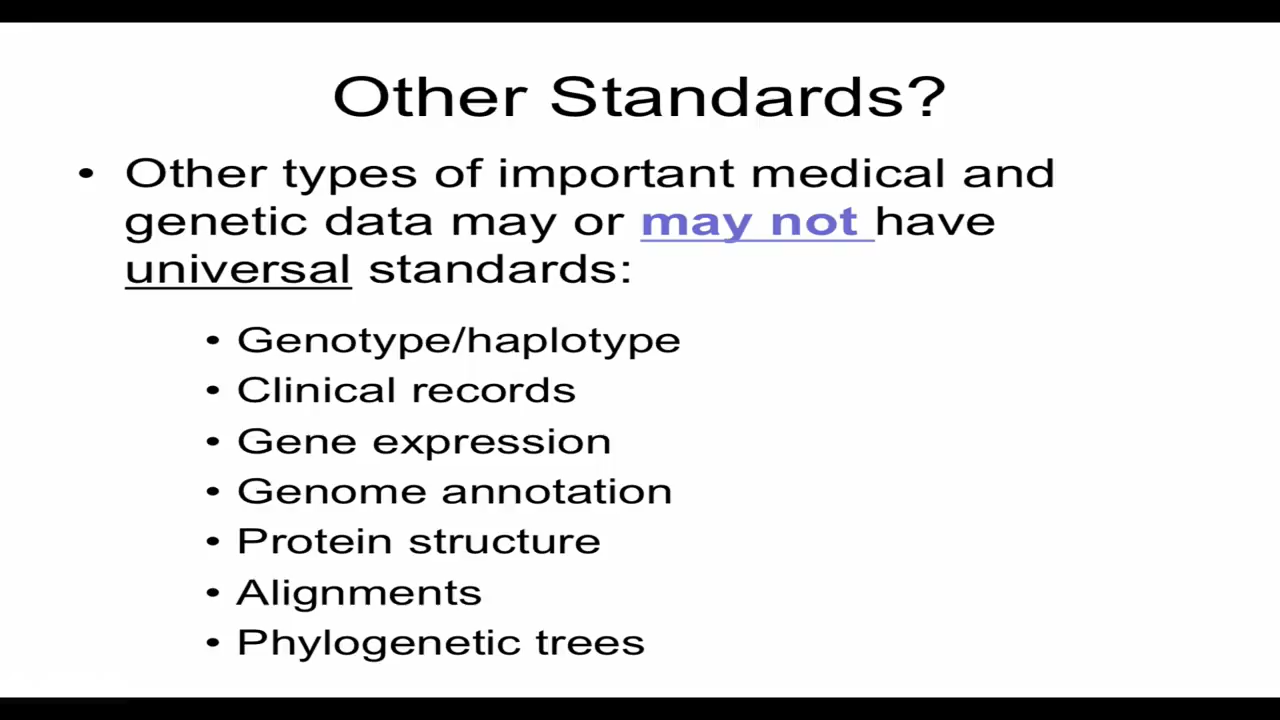 Other Standards?
• Other types of important medical and
genetic data may or may not have
universal standards:
• Genotype/haplotype
• Clinical records
• Gene expression
• Genome annotation
• Protein structure
• Alignments
• Phylogenetic trees